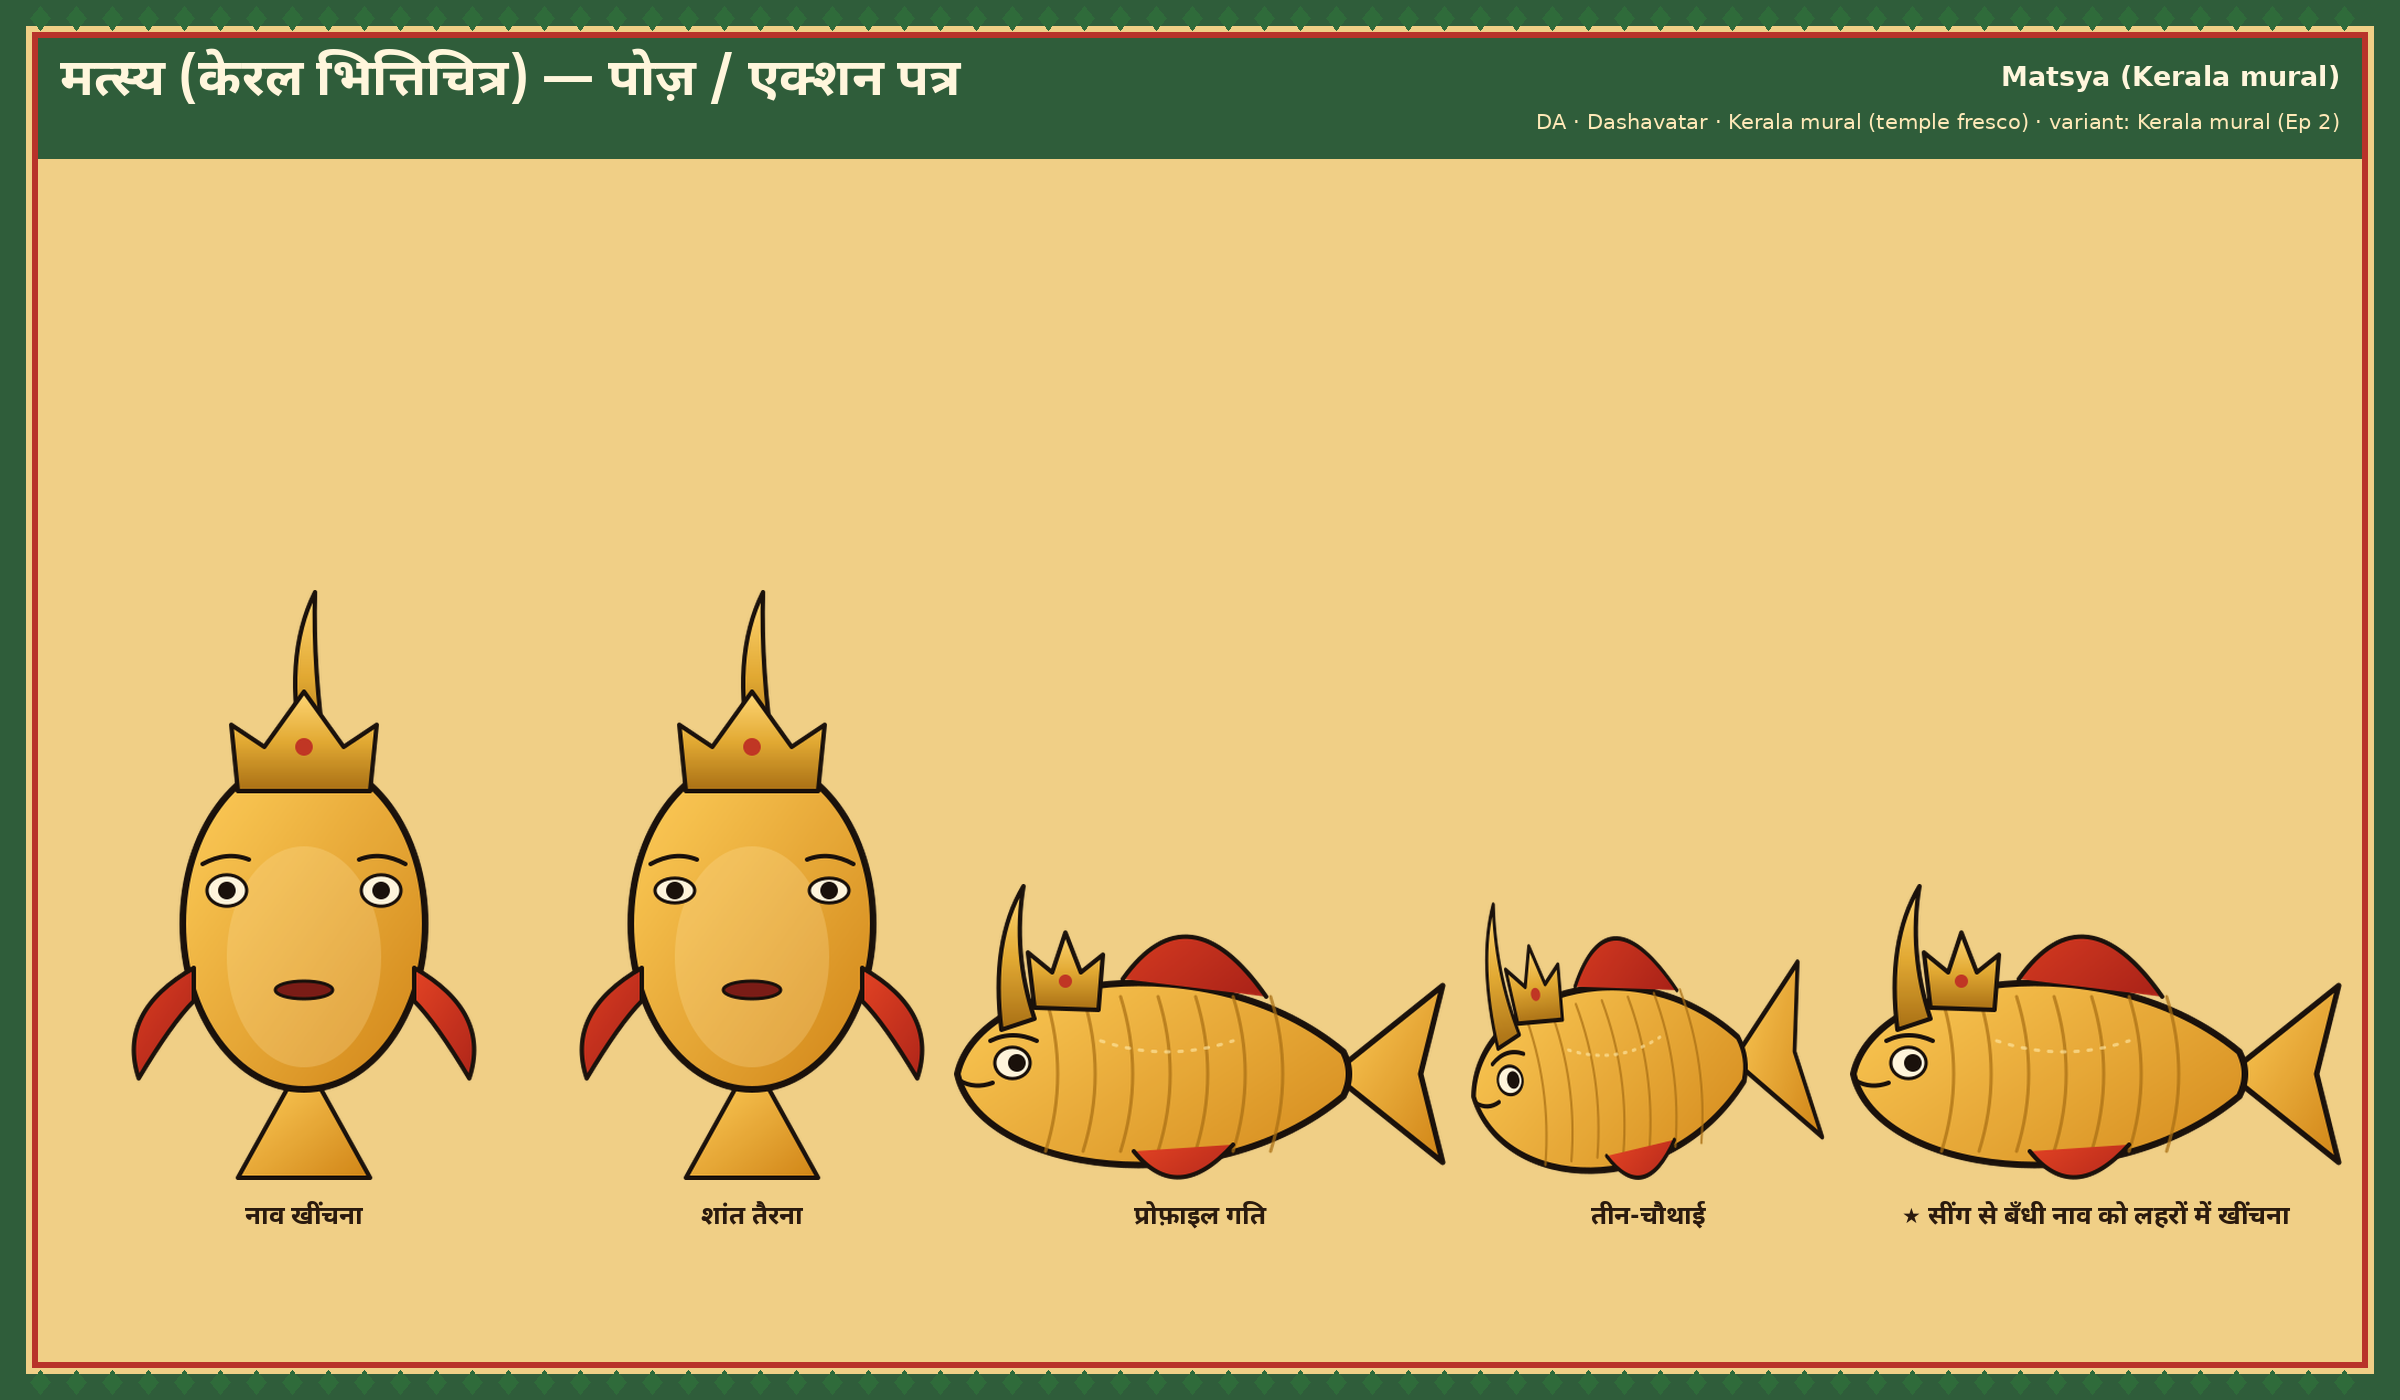 मत्स्य (केरल भित्तिचित्र) — पोज़ / एक्शन पत्र
Matsya (Kerala mural)
DA · Dashavatar · Kerala mural (temple fresco) · variant: Kerala mural (Ep 2)
नाव खींचना
शांत तैरना
प्रोफ़ाइल गति
तीन-चौथाई
★ सींग से बँधी नाव को लहरों में खींचना